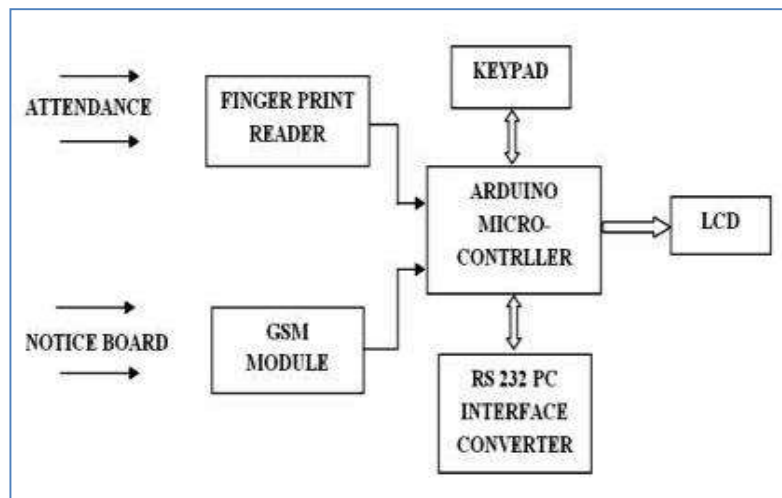 ATTENDANCE
FINGER PRINT
READER
KEYPAD
ARDUINO
MICRO-
CONTRLLER
LCD
NOTICE BOARD
GSM
MODULE
RS 232 PC
INTERFACE
CONVERTER